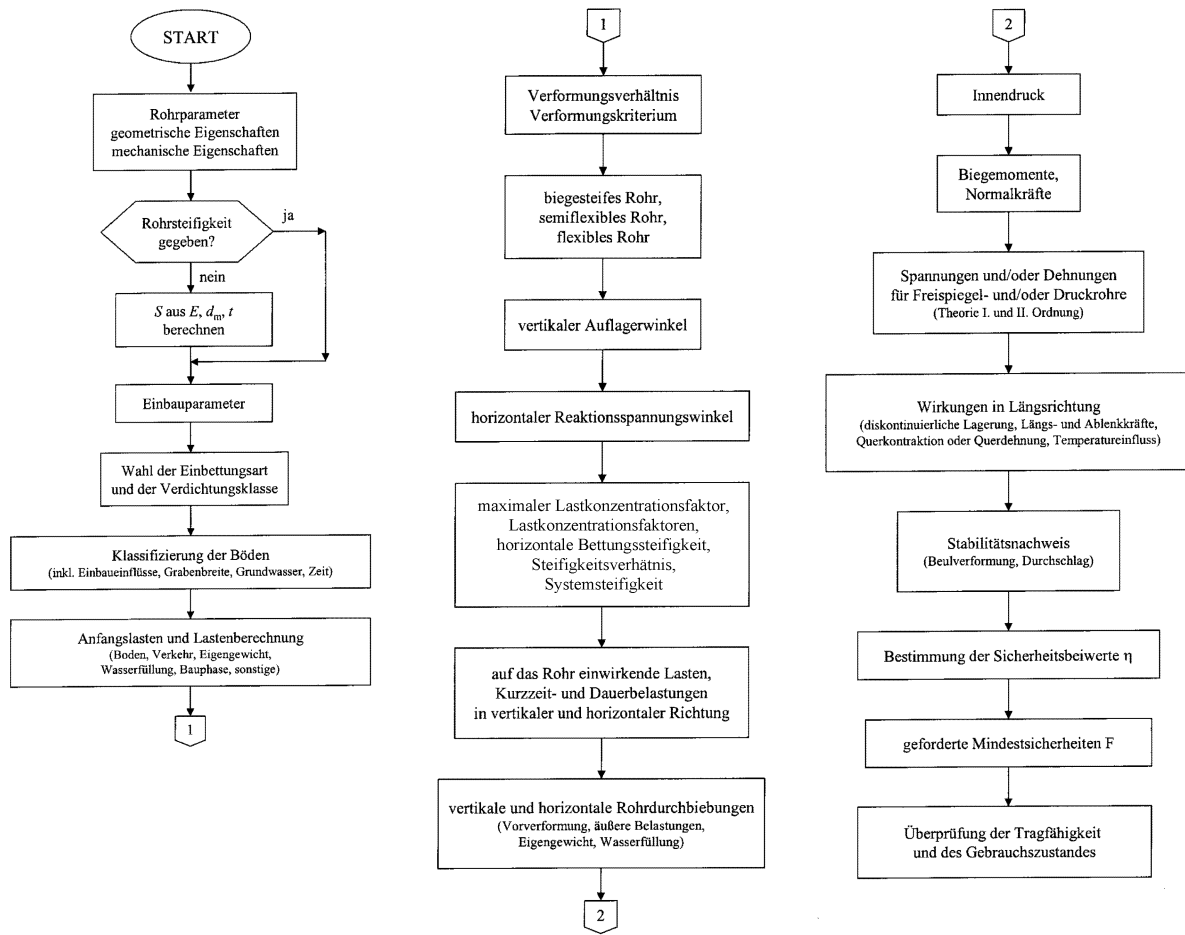 START
Rohrparameter
geometrische Eigenschaften
mechanische Eigenschaften
Rohrsteifigkeit
gegeben?
ja
nein
S aus E, dm, t
berechnen
Einbauparameter
Wahl der Einbettungsart
und der Verdichtungsklasse
Klassifizierung der Böden
(inkl. Einbaueinflüsse, Grabenbreite, Grundwasser, Zeit)
Anfangslasten und Lastenberechnung
(Boden, Verkehr, Eigengewicht,
Wasserfüllung, Bauphase, sonstige)
1
1
Verformungsverhältnis
Verformungskriterium
biegesteifes Rohr,
semiflexibles Rohr,
flexibles Rohr
vertikaler Auflagerwinkel
horizontaler Reaktionsspannungswinkel
maximaler Lastkonzentrationsfaktor,
Lastkonzentrationsfaktoren,
horizontale Bettungssteifigkeit,
Steifigkeitsverhätnis,
Systemsteifigkeit
auf das Rohr einwirkende Lasten,
Kurzzeit- und Dauerbelastungen
in vertikaler und horizontaler Richtung
vertikale und horizontale Rohrdurchbiebungen
(Vorverformung, äußere Belastungen,
Eigengewicht, Wasserfüllung)
2
2
Innendruck
Biegemomente,
Normalkräfte
Spannungen und/oder Dehnungen
für Freispiegel- und/oder Druckrohre
(Theorie I. und II. Ordnung)
Wirkungen in Längsrichtung
(diskontinuierliche Lagerung, Längs- und Ablenkkräfte,
Querkontraktion oder Querdehnung, Temperatureinfluss)
Stabilitätsnachweis
(Beulverformung, Durchschlag)
Bestimmung der Sicherheitsbeiwerte η
geforderte Mindestsicherheiten F
Überprüfung der Tragfähigkeit
und des Gebrauchszustandes